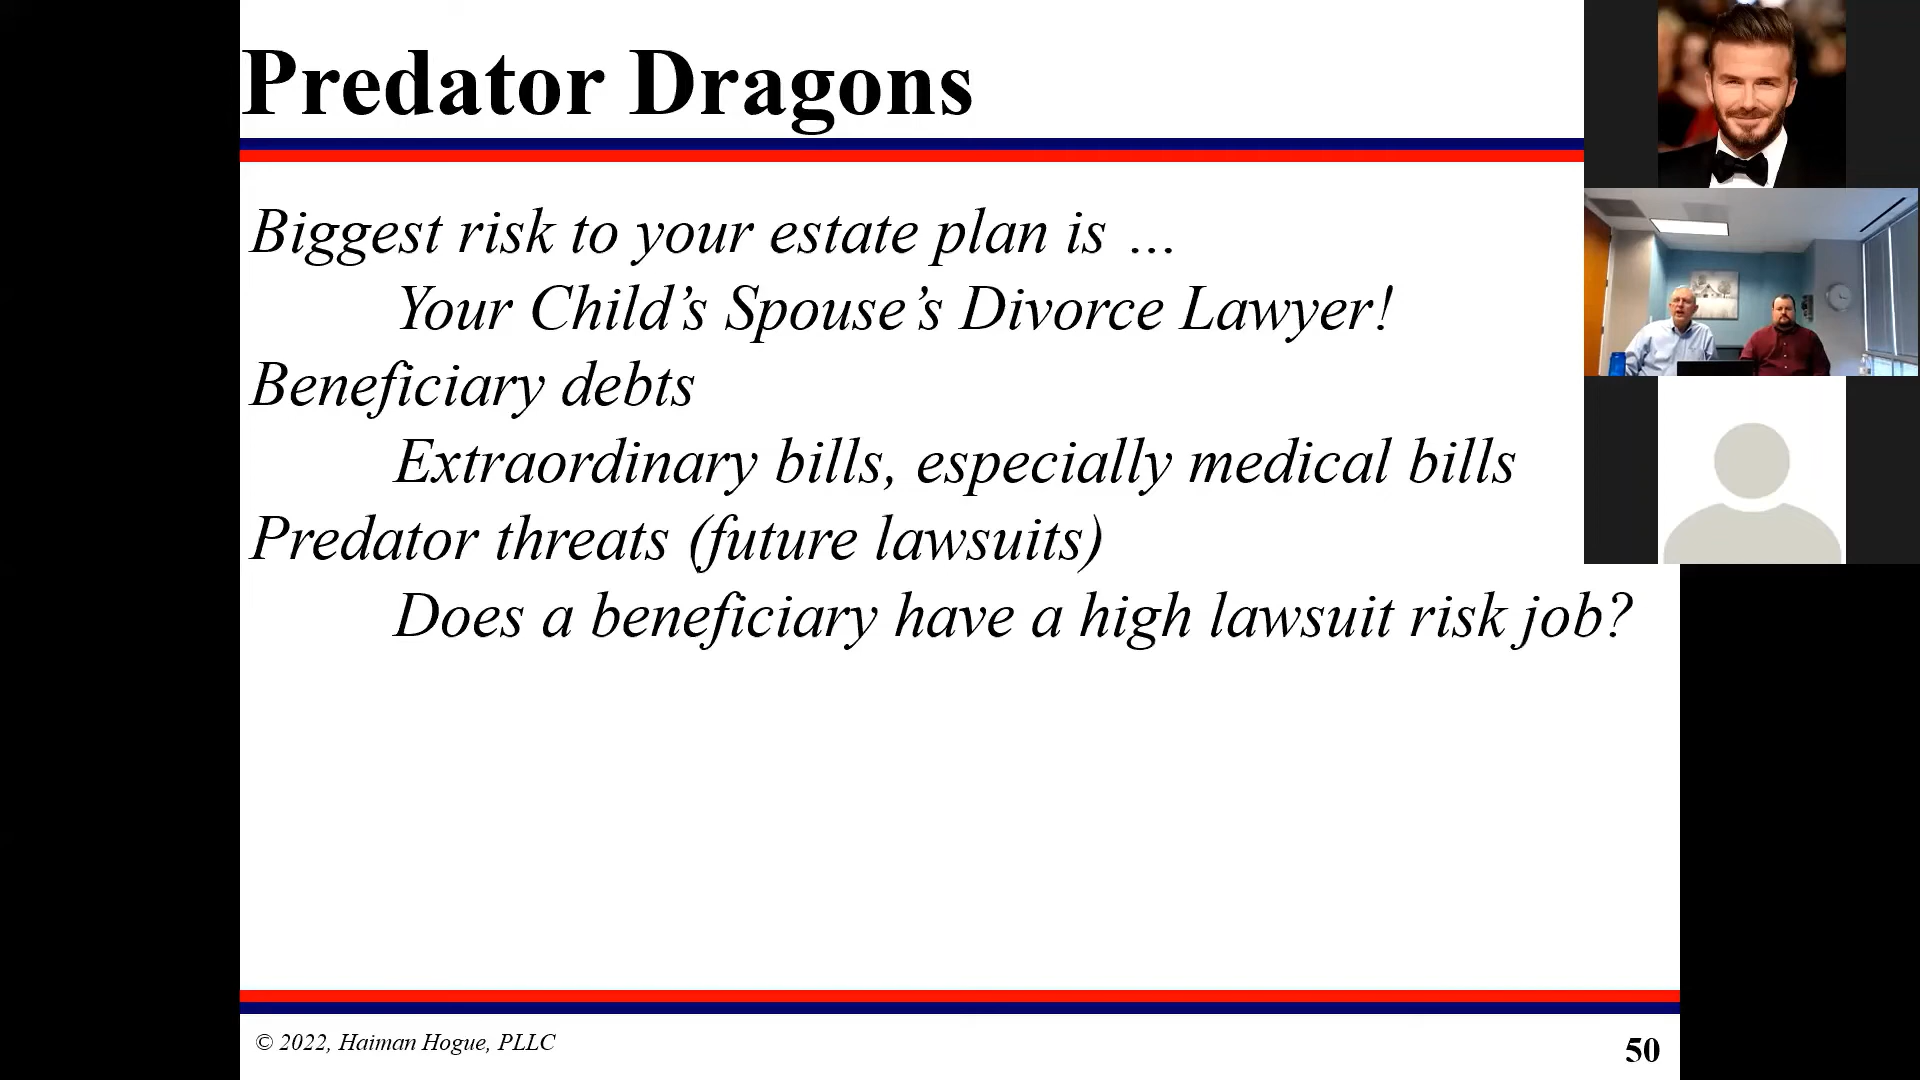 Predator Dragons
Biggest risk to your estate plan is …
Your Child’s Spouse’s Divorce Lawyer!
Beneficiary debts
Extraordinary bills, especially medical bills
Predator threats (future lawsuits)
Does a beneficiary have a high lawsuit risk job?
© 2022, Haiman Hogue, PLLC
50